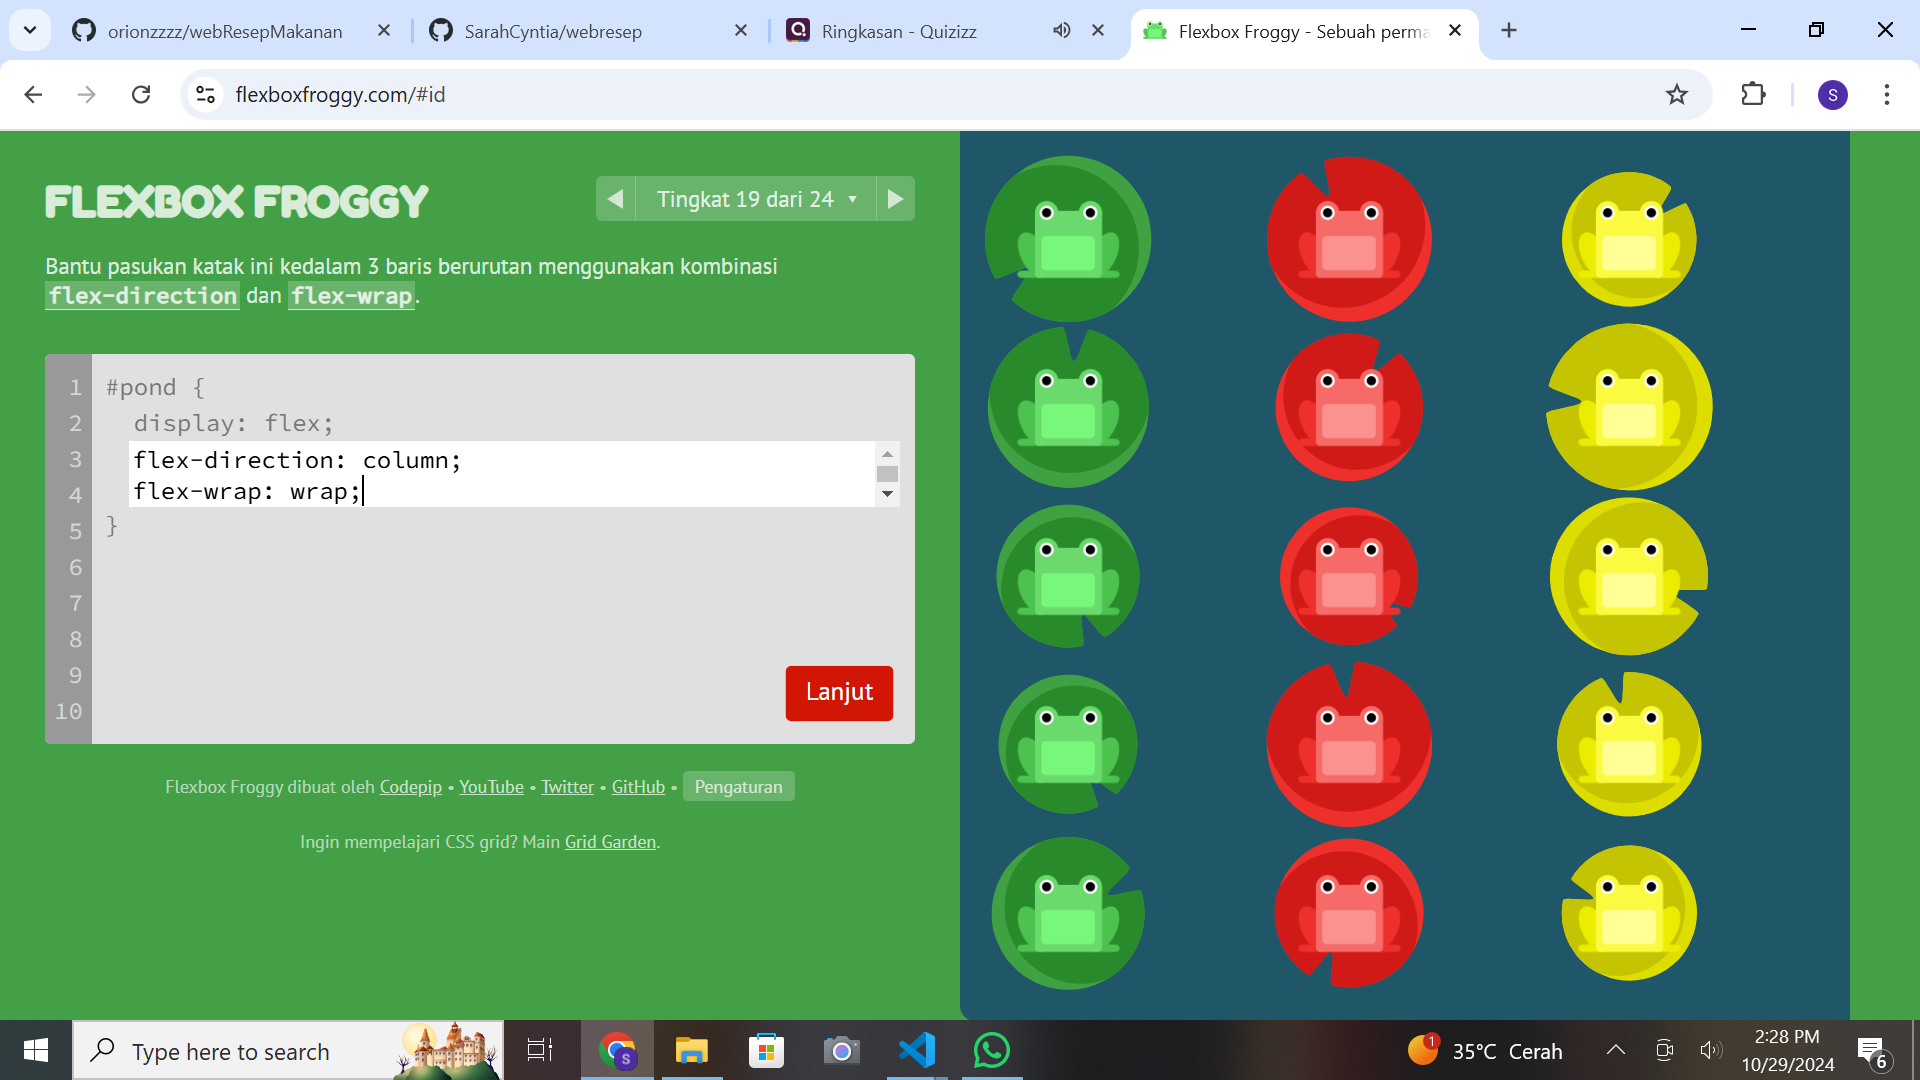 orionzzzz/webResepMakanan
SarahCyntia/webresep
Ringkasan - Quizizz
Flexbox Froggy - Sebuah perma
flexboxfroggy.com/#id
S
FLEXBOX FROGGY
Tingkat 19 dari 24
Bantu pasukan katak ini kedalam 3 baris berurutan menggunakan kombinasi
flex-direction dan flex-wrap.
1 #pond {
2 display: flex;
3 flex-direction: column;
4 flex-wrap: wrap;
5 }
6
7
8
9
10
Lanjut
Flexbox Froggy dibuat oleh Codepip • YouTube • Twitter • GitHub • Pengaturan
Ingin mempelajari CSS grid? Main Grid Garden.
Type here to search
S
1
35°C Cerah
2:28 PM
10/29/2024
6